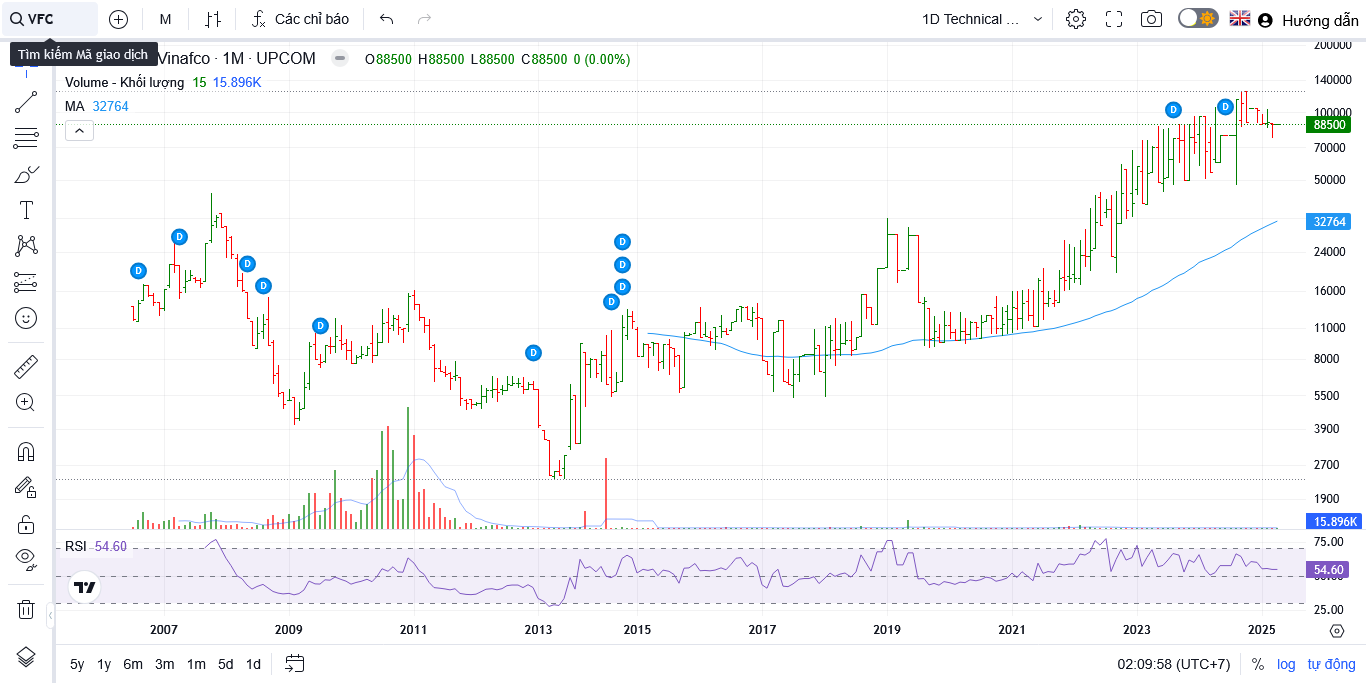 VFC
M
Các chỉ báo
1D Technical ...
Hướng dẫn
Tìm kiếm Mã giao dịch
Vinafco · 1M · UPCOM
O88500 H88500 L88500 C88500 0 (0.00%)
Volume - Khối lượng 15 15.896K
MA 32764
200000
140000
100000
88500
70000
50000
32764
24000
16000
11000
8000
5500
3900
2700
1900
15.896K
D
D
D
D
D
D
D
D
D
D
D
D
RSI 54.60
75.00
54.60
50.00
25.00
2007 2009 2011 2013 2015 2017 2019 2021 2023 2025
5y 1y 6m 3m 1m 5d 1d
02:09:58 (UTC+7)
% log tự động